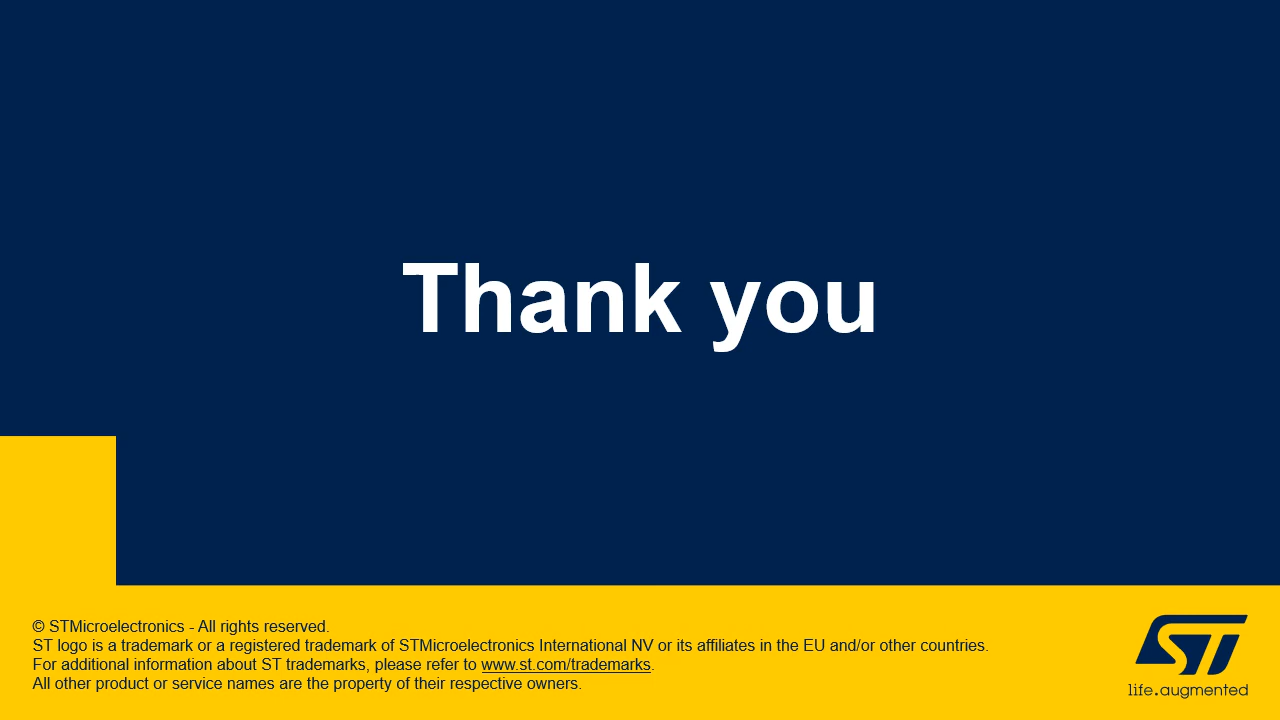 Thank you
© STMicroelectronics - All rights reserved.
ST logo is a trademark or a registered trademark of STMicroelectronics International NV or its affiliates in the EU and/or other countries.
For additional information about ST trademarks, please refer to www.st.com/trademarks.
All other product or service names are the property of their respective owners.
ST
life.augmented